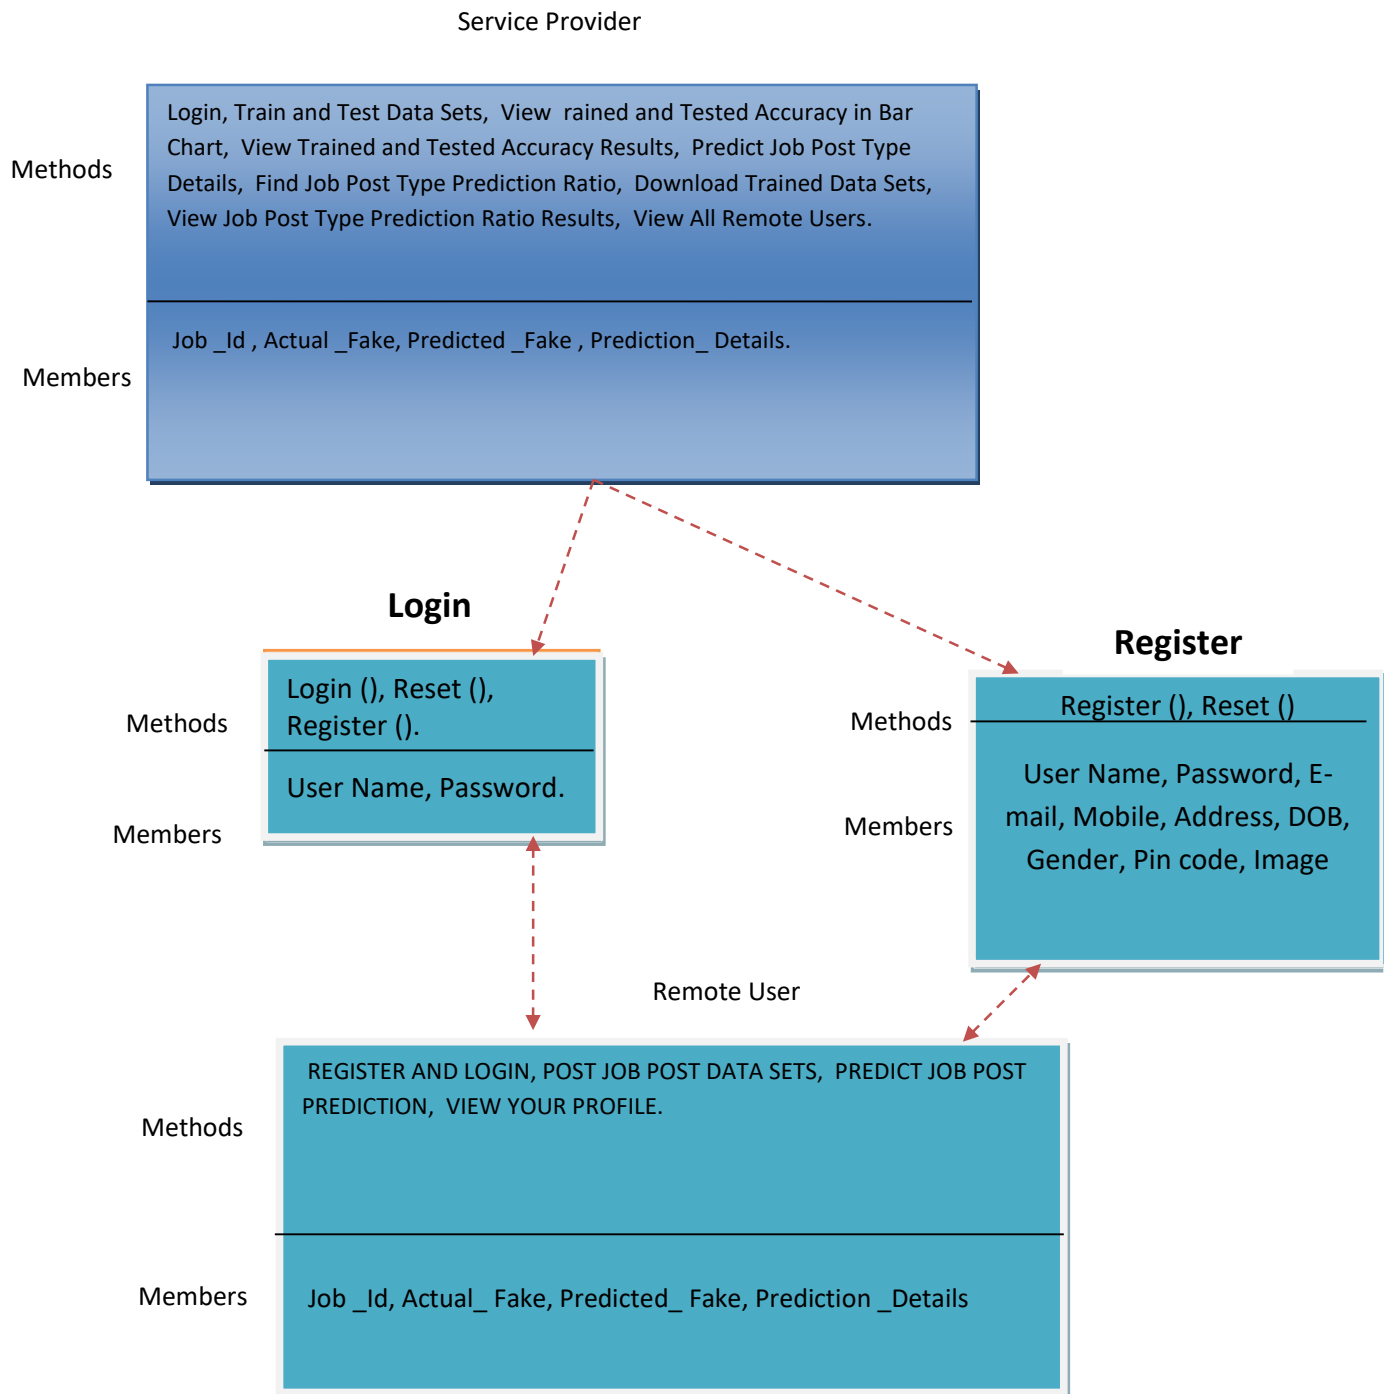 Service Provider
Login, Train and Test Data Sets,  View  rained and Tested Accuracy in Bar
Chart,  View Trained and Tested Accuracy Results,  Predict Job Post Type
Details,  Find Job Post Type Prediction Ratio,  Download Trained Data Sets,
View Job Post Type Prediction Ratio Results,  View All Remote Users.
Methods
Job _Id , Actual _Fake, Predicted _Fake , Prediction_ Details.
Members
Login
Login (), Reset (),
Register ().
Methods
User Name, Password.
Members
Register
Register (), Reset ()
Methods
User Name, Password, E-
mail, Mobile, Address, DOB,
Gender, Pin code, Image
Members
Remote User
REGISTER AND LOGIN, POST JOB POST DATA SETS,  PREDICT JOB POST
PREDICTION,  VIEW YOUR PROFILE.
Methods
Members
Job _Id, Actual_ Fake, Predicted_ Fake, Prediction _Details